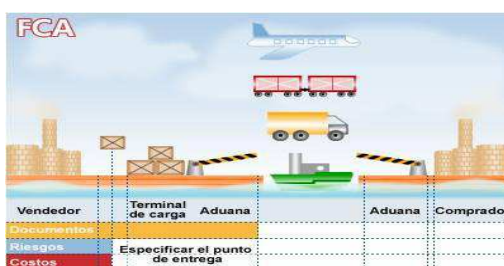 FCA
Vendedor
Terminal
de carga
Aduana
Aduana
Comprado
Documentos
Riesgos
Costos
Especificar el punto
de entrega